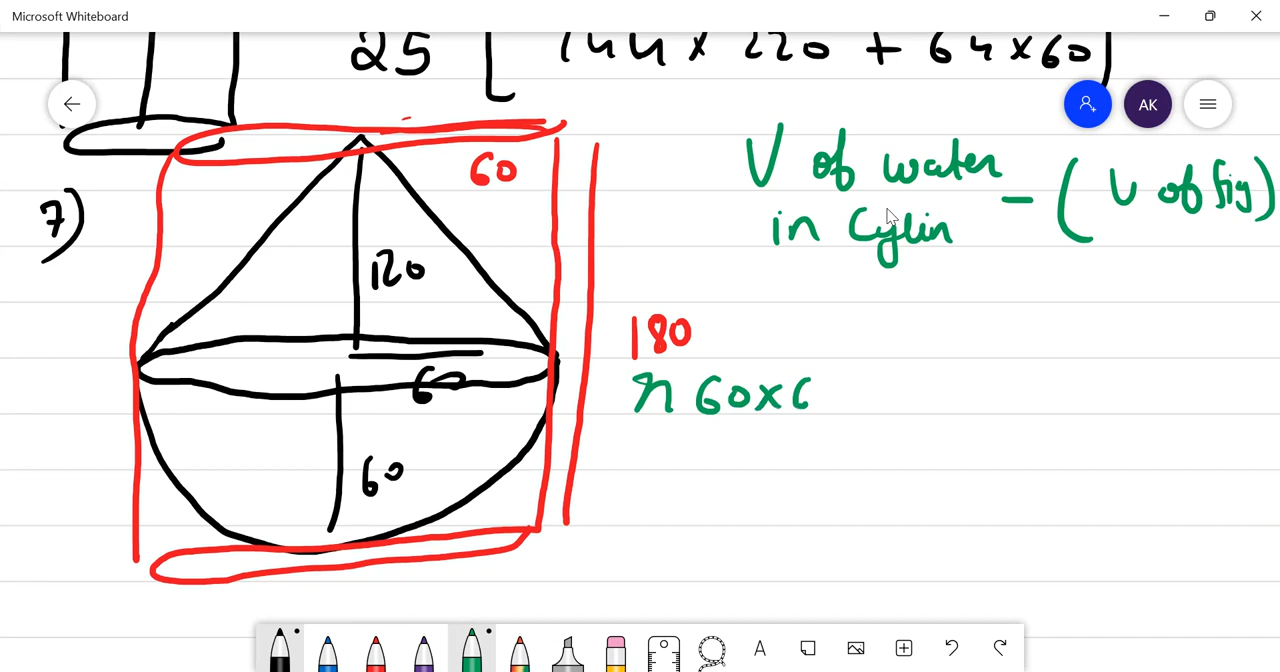 Microsoft Whiteboard
25 [ 144 × 220 + 64 × 60 ]
AK
7)
60
V of water
in Cylin
- ( V of fig )
120
180
60
π 60 × 6
60
A